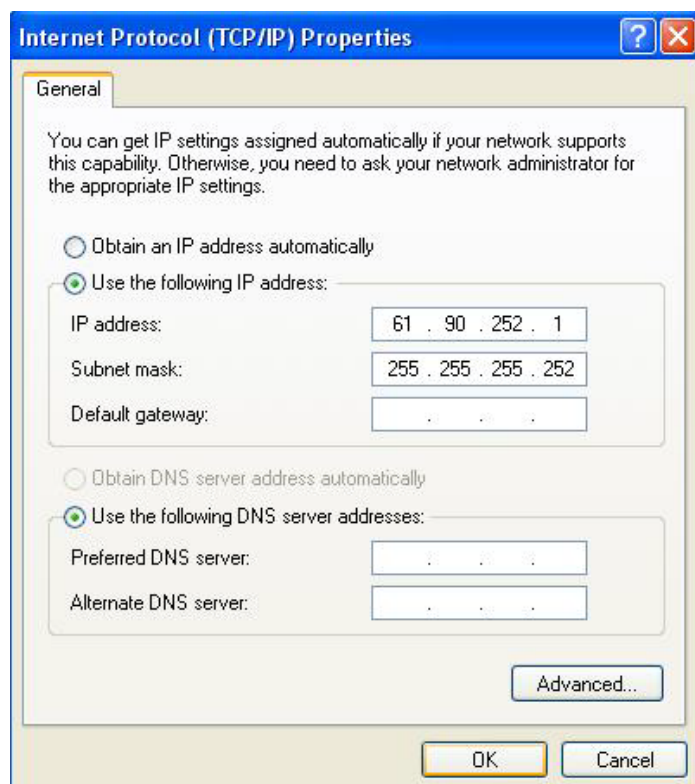 Internet Protocol (TCP/IP) Properties
General
You can get IP settings assigned automatically if your network supports
this capability. Otherwise, you need to ask your network administrator for
the appropriate IP settings.
Obtain an IP address automatically
Use the following IP address:
IP address: 61 . 90 . 252 . 1
Subnet mask: 255 . 255 . 255 . 252
Default gateway: . . .
Obtain DNS server address automatically
Use the following DNS server addresses:
Preferred DNS server: . . .
Alternate DNS server: . . .
Advanced...
OK Cancel